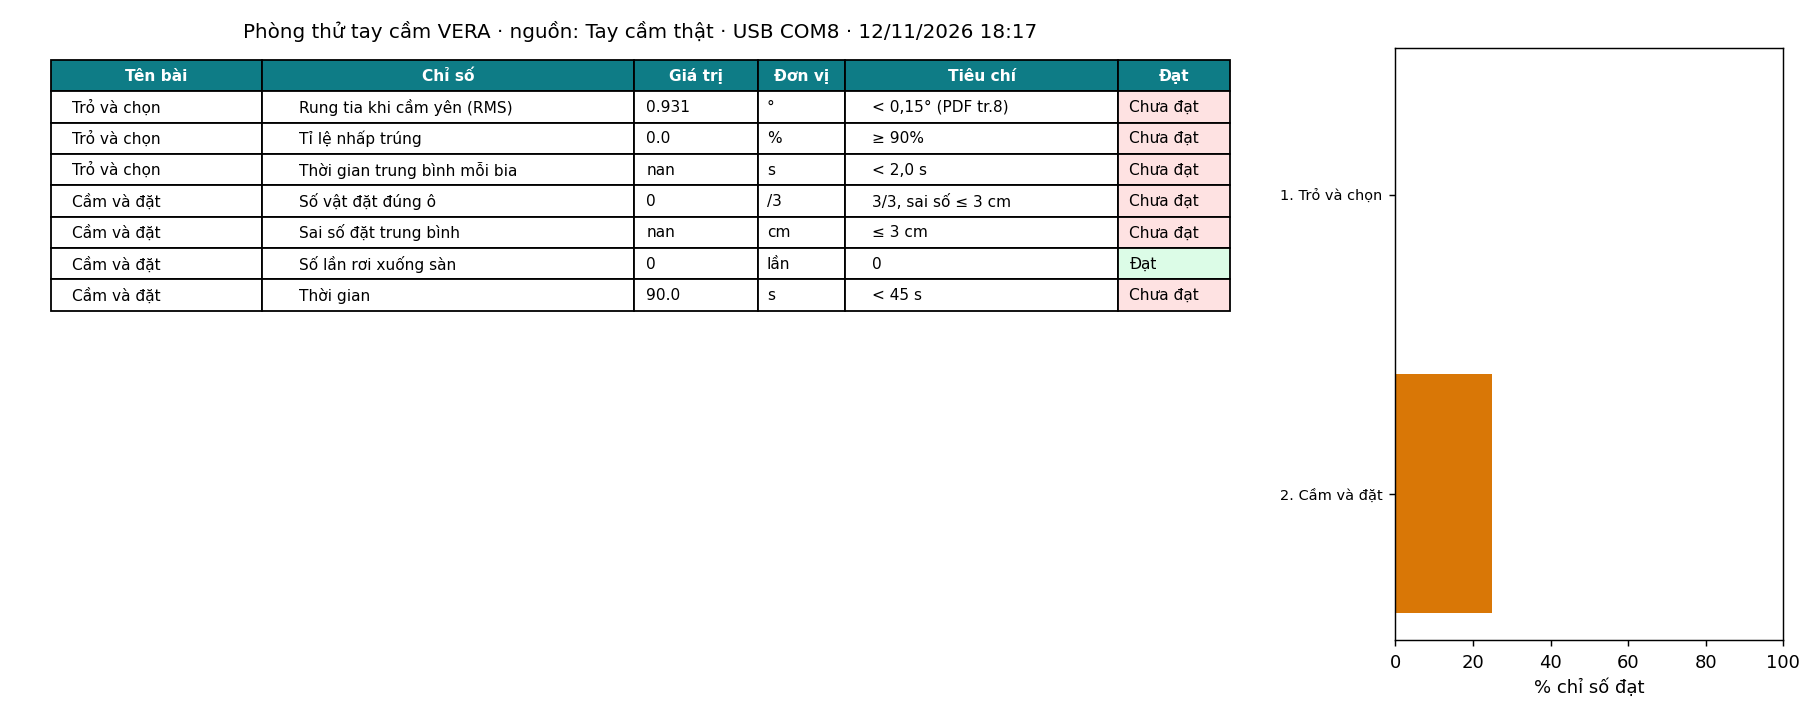 Phòng thử tay cầm VERA · nguồn: Tay cầm thật · USB COM8 · 12/11/2026 18:17
Tên bài Chỉ số Giá trị Đơn vị Tiêu chí Đạt
Trỏ và chọn Rung tia khi cầm yên (RMS) 0.931 ° < 0,15° (PDF tr.8) Chưa đạt
Trỏ và chọn Tỉ lệ nhấp trúng 0.0 % ≥ 90% Chưa đạt
Trỏ và chọn Thời gian trung bình mỗi bia nan s < 2,0 s Chưa đạt
Cầm và đặt Số vật đặt đúng ô 0 /3 3/3, sai số ≤ 3 cm Chưa đạt
Cầm và đặt Sai số đặt trung bình nan cm ≤ 3 cm Chưa đạt
Cầm và đặt Số lần rơi xuống sàn 0 lần 0 Đạt
Cầm và đặt Thời gian 90.0 s < 45 s Chưa đạt
1. Trỏ và chọn
2. Cầm và đặt
0 20 40 60 80 100
% chỉ số đạt